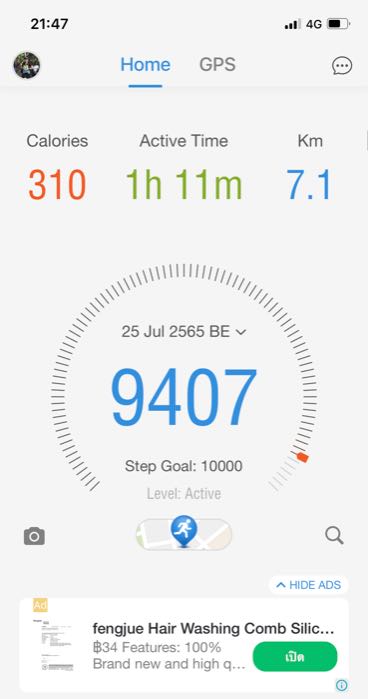 21:47
4G
Home GPS
Calories Active Time Km
310 1h 11m 7.1
25 Jul 2565 BE
9407
Step Goal: 10000
Level: Active
HIDE ADS
Ad
fengjue Hair Washing Comb Silic...
฿34 Features: 100%
Brand new and high q...
เปิด